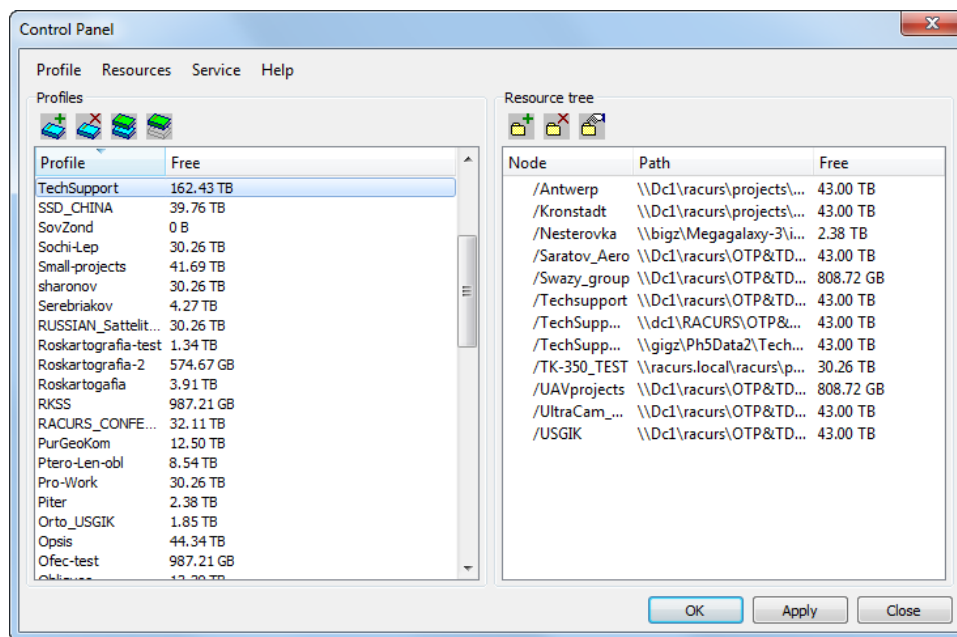 Control Panel
Profile Resources Service Help
Profiles
Profile Free
TechSupport 162.43 TB
SSD_CHINA 39.76 TB
SovZond 0 B
Sochi-Lep 30.26 TB
Small-projects 41.69 TB
sharonov 30.26 TB
Serebriakov 4.27 TB
RUSSIAN_Sattelit... 30.26 TB
Roskartografia-test 1.34 TB
Roskartografia-2 574.67 GB
Roskartogafia 3.91 TB
RKSS 987.21 GB
RACURS_CONFE... 32.11 TB
PurGeoKom 12.50 TB
Ptero-Len-obl 8.54 TB
Pro-Work 30.26 TB
Piter 2.38 TB
Orto_USGIK 1.85 TB
Opsis 44.34 TB
Ofec-test 987.21 GB
Resource tree
Node Path Free
/Antwerp \\Dc1\racurs\projects\... 43.00 TB
/Kronstadt \\Dc1\racurs\projects\... 43.00 TB
/Nesterovka \\bigz\Megagalaxy-3\i... 2.38 TB
/Saratov_Aero \\Dc1\racurs\OTP&TD... 43.00 TB
/Swazy_group \\Dc1\racurs\OTP&TD... 808.72 GB
/Techsupport \\Dc1\racurs\OTP&TD... 43.00 TB
/TechSupp... \\dc1\RACURS\OTP&... 43.00 TB
/TechSupp... \\gigz\Ph5Data2\Tech... 43.00 TB
/TK-350_TEST \\racurs.local\racurs\p... 30.26 TB
/UAVprojects \\Dc1\racurs\OTP&TD... 808.72 GB
/UltraCam_... \\Dc1\racurs\OTP&TD... 43.00 TB
/USGIK \\Dc1\racurs\OTP&TD... 43.00 TB
OK Apply Close